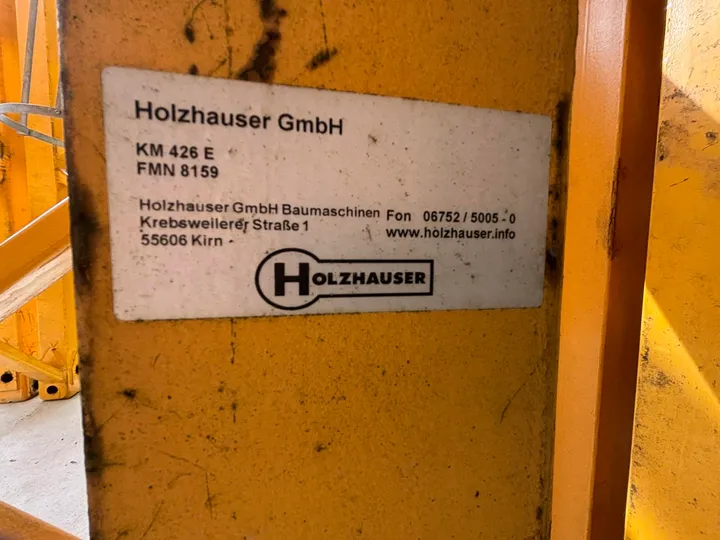 Holzhauser GmbH
KM 426 E
FMN 8159
Holzhauser GmbH Baumaschinen Fon 06752 / 5005 - 0
Krebsweilerer Straße 1 www.holzhauser.info
55606 Kirn
HOLZHAUSER